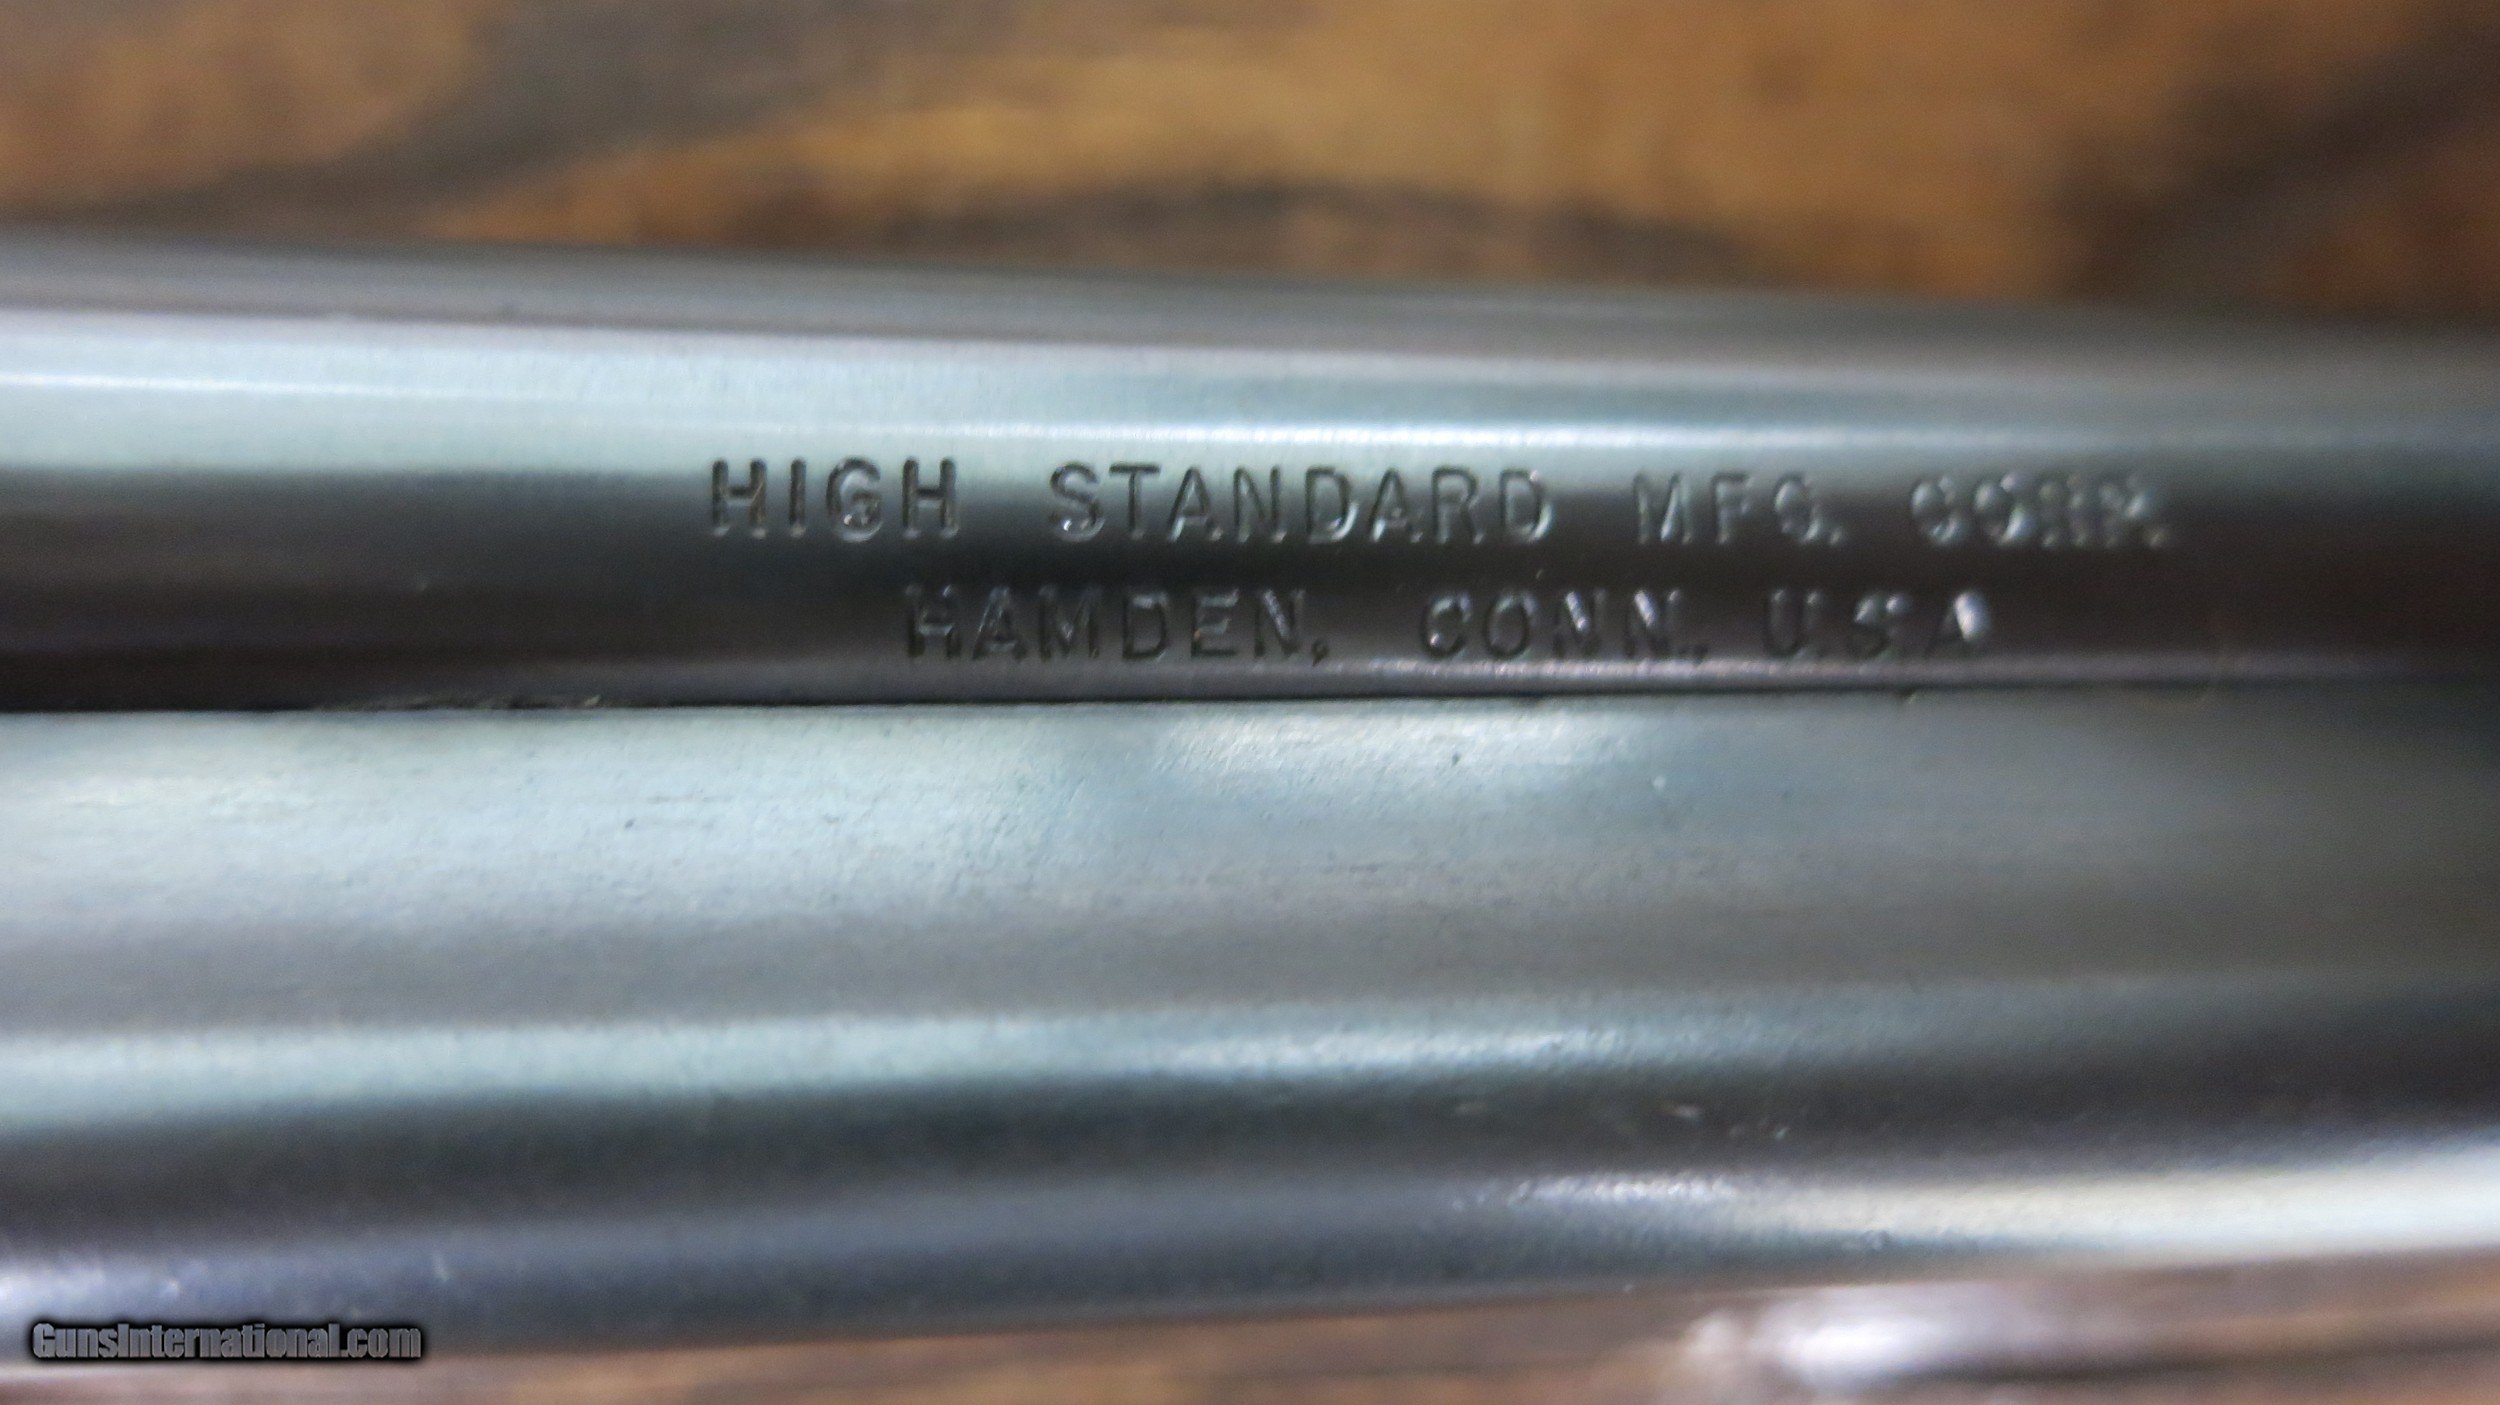 HIGH STANDARD MFG. CORP.
HAMDEN, CONN., U.S.A
GunsInternational.com